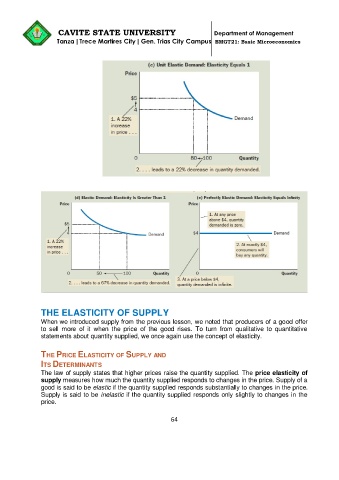 CAVITE STATE UNIVERSITY
Department of Management
Tanza | Trece Martires City | Gen. Trias City Campus
BMGT21: Basic Microeconomics
(c) Unit Elastic Demand: Elasticity Equals 1
Price
$5
4
1. A 22%
increase
in price . . .
Demand
0
80
100
Quantity
2. . . . leads to a 22% decrease in quantity demanded.
(d) Elastic Demand: Elasticity Is Greater Than 1
Price
$5
4
1. A 22%
increase
in price . . .
Demand
0
50
100
Quantity
2. . . . leads to a 67% decrease in quantity demanded.
(e) Perfectly Elastic Demand: Elasticity Equals Infinity
Price
1. At any price
above $4, quantity
demanded is zero.
$4
Demand
2. At exactly $4,
consumers will
buy any quantity.
0
Quantity
3. At a price below $4,
quantity demanded is infinite.
THE ELASTICITY OF SUPPLY
When we introduced supply from the previous lesson, we noted that producers of a good offer
to sell more of it when the price of the good rises. To turn from qualitative to quantitative
statements about quantity supplied, we once again use the concept of elasticity.
THE PRICE ELASTICITY OF SUPPLY AND
ITS DETERMINANTS
The law of supply states that higher prices raise the quantity supplied. The price elasticity of
supply measures how much the quantity supplied responds to changes in the price. Supply of a
good is said to be elastic if the quantity supplied responds substantially to changes in the price.
Supply is said to be inelastic if the quantity supplied responds only slightly to changes in the
price.
64